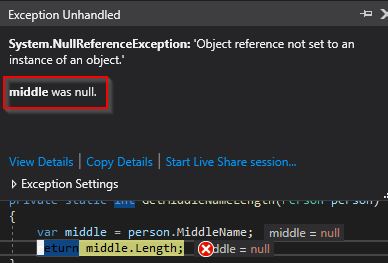 Exception Unhandled
System.NullReferenceException: 'Object reference not set to an
instance of an object.'
middle was null.
View Details | Copy Details | Start Live Share session...
Exception Settings
private static int GetMiddleNameLength(Person person)
{
var middle = person.MiddleName; middle = null
return middle.Length; ddle = null